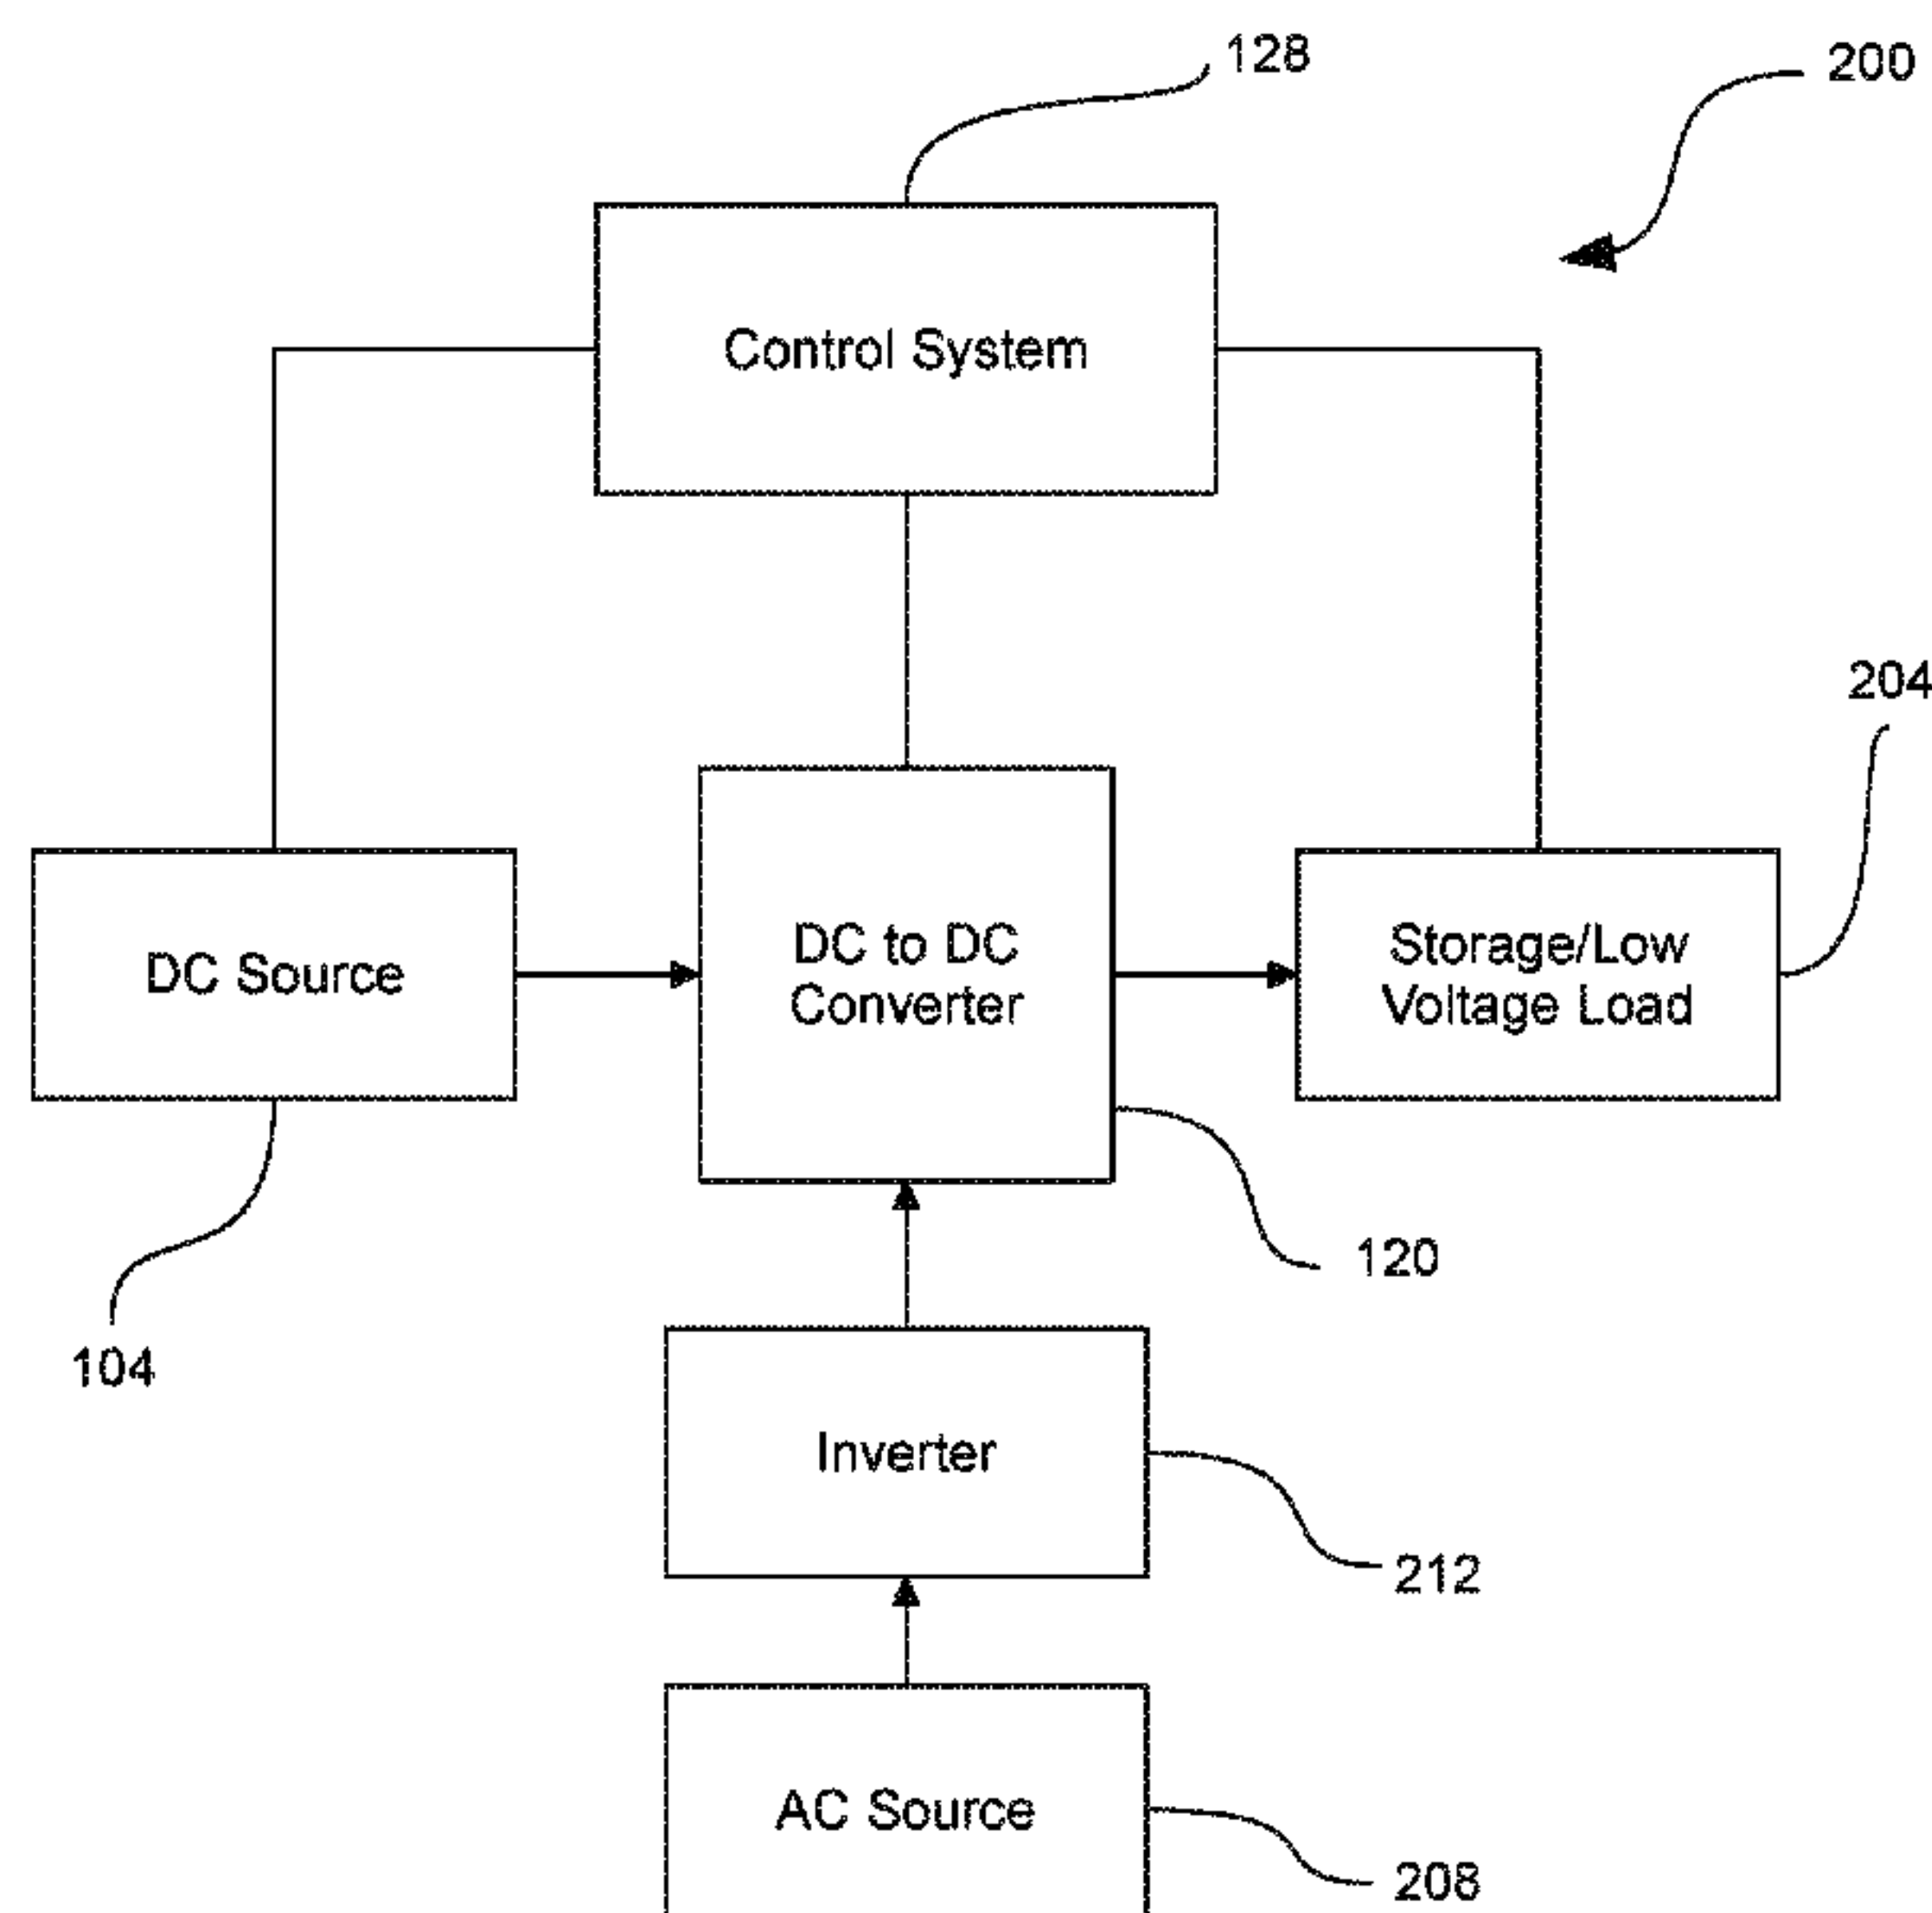 128
200
Control System
204
DC Source
DC to DC
Converter
Storage/Low
Voltage Load
120
104
Inverter
212
AC Source
208